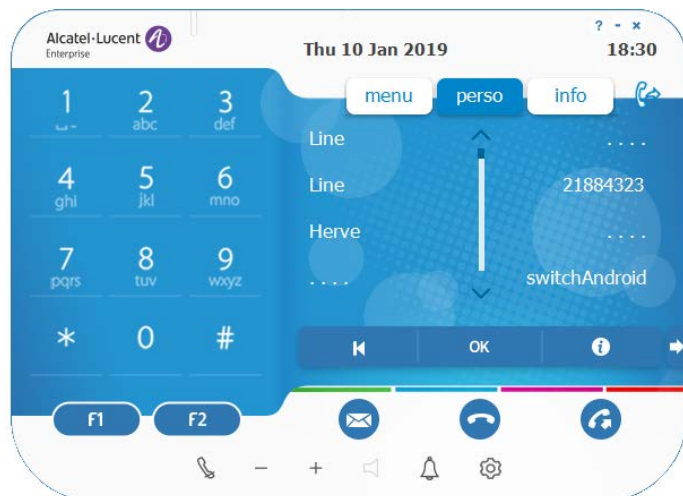 Alcatel·Lucent
Enterprise
? - ×
Thu 10 Jan 2019 18:30
menu perso info
1 2 abc 3 def
4 ghi 5 jkl 6 mno
7 pqrs 8 tuv 9 wxyz
* 0 #
Line . . . .
Line 21884323
Herve . . . .
. . . . switchAndroid
OK i
F1 F2
- +